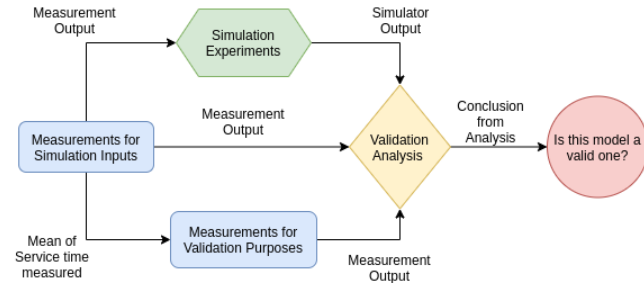 Measurement
Output
Simulator
Output
Simulation
Experiments
Measurements for
Simulation Inputs
Measurement
Output
Validation
Analysis
Conclusion
from
Analysis
Is this model a
valid one?
Mean of
Service time
measured
Measurements for
Validation Purposes
Measurement
Output